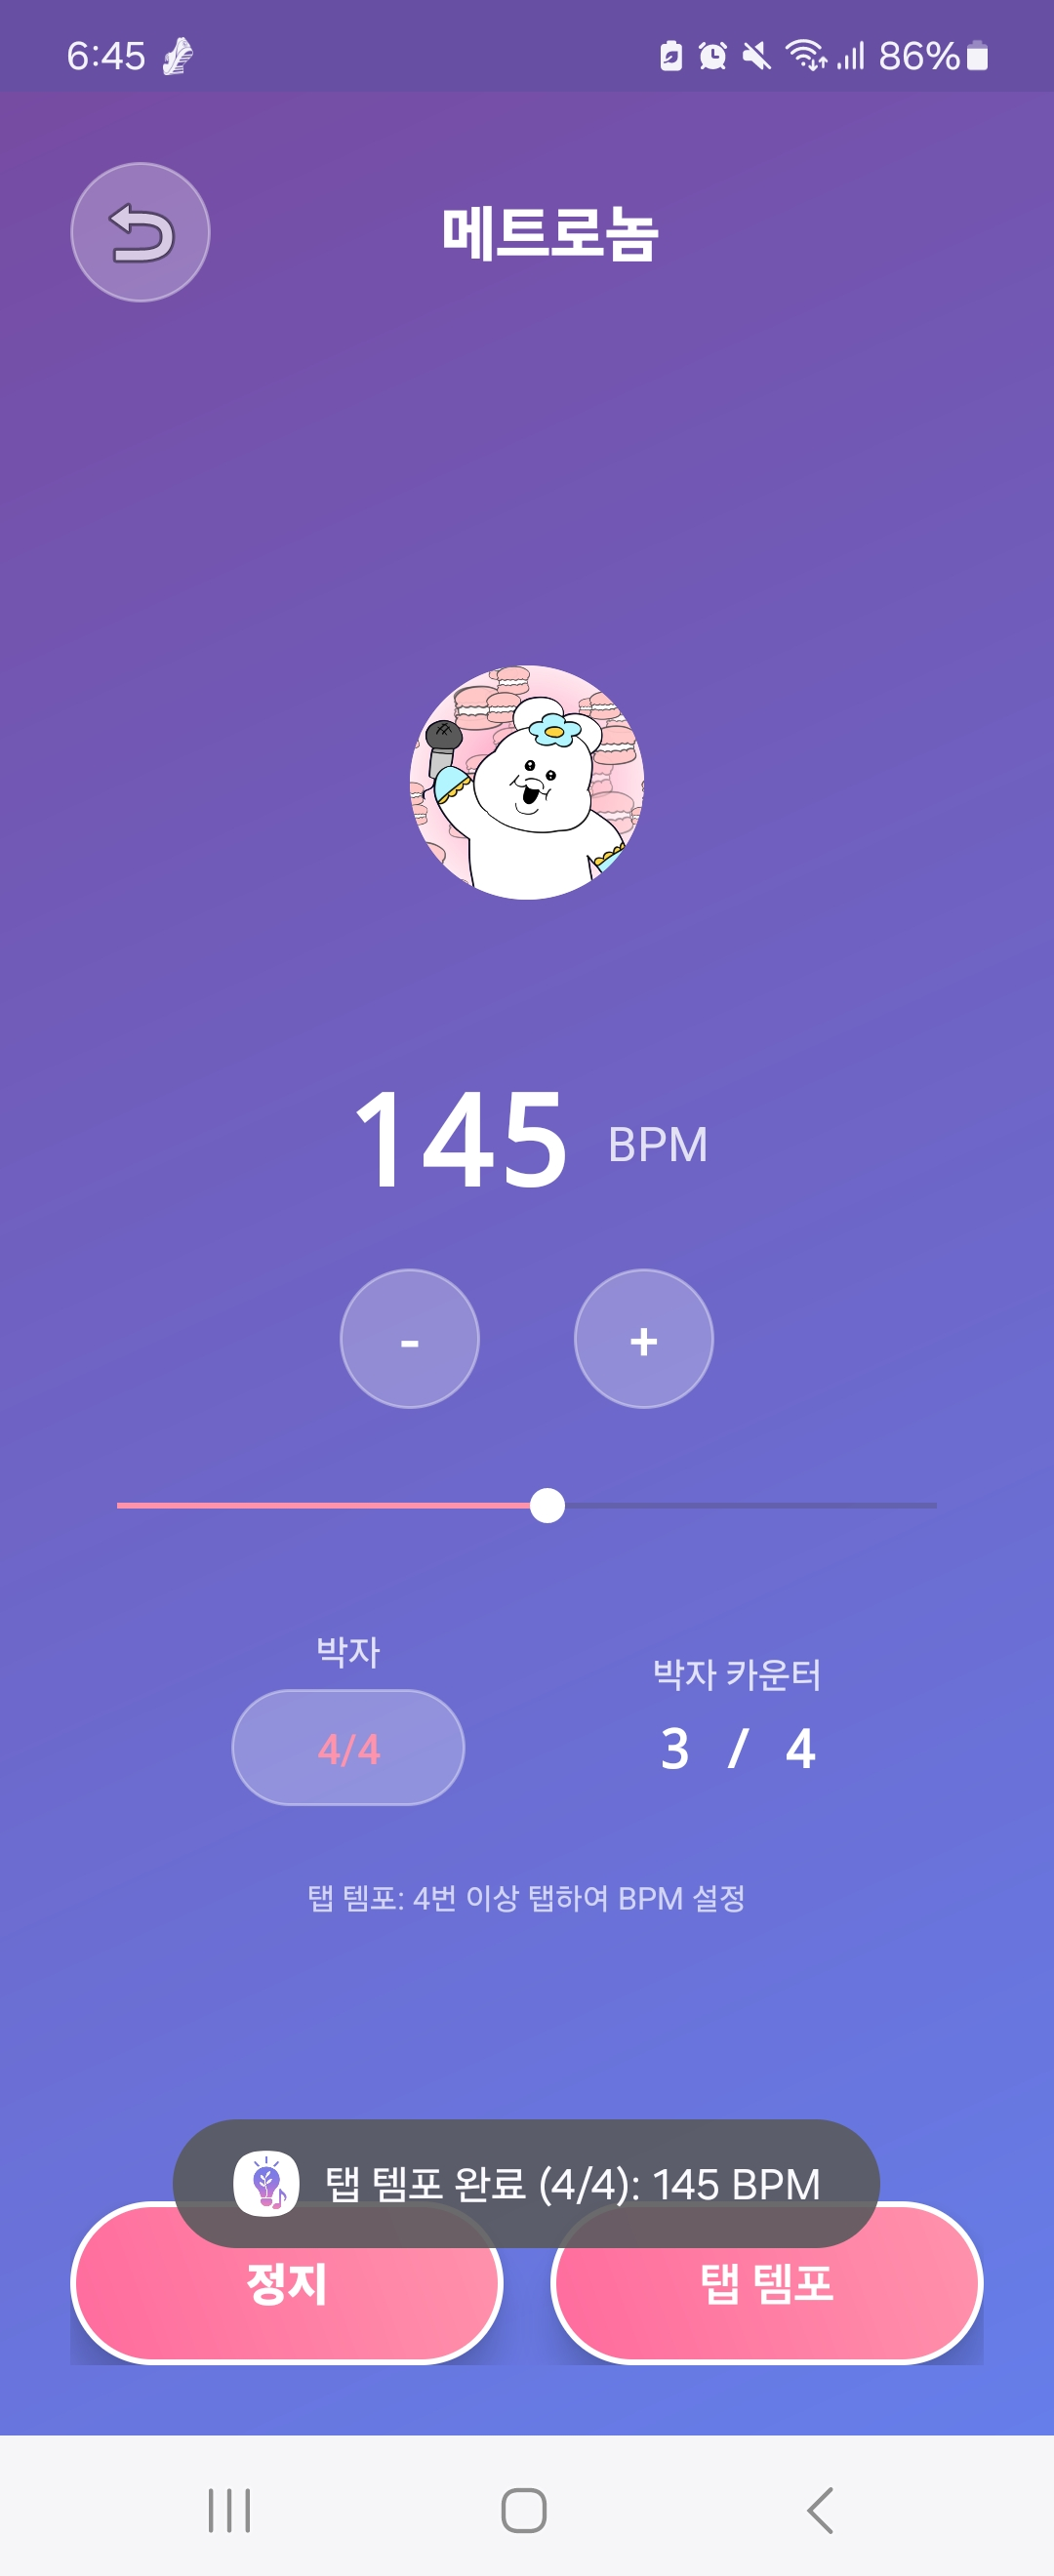 6:45
86%
메트로놈
145 BPM
- +
박자
박자 카운터
4/4
3 / 4
탭 템포: 4번 이상 탭하여 BPM 설정
탭 템포 완료 (4/4): 145 BPM
정지
탭 템포